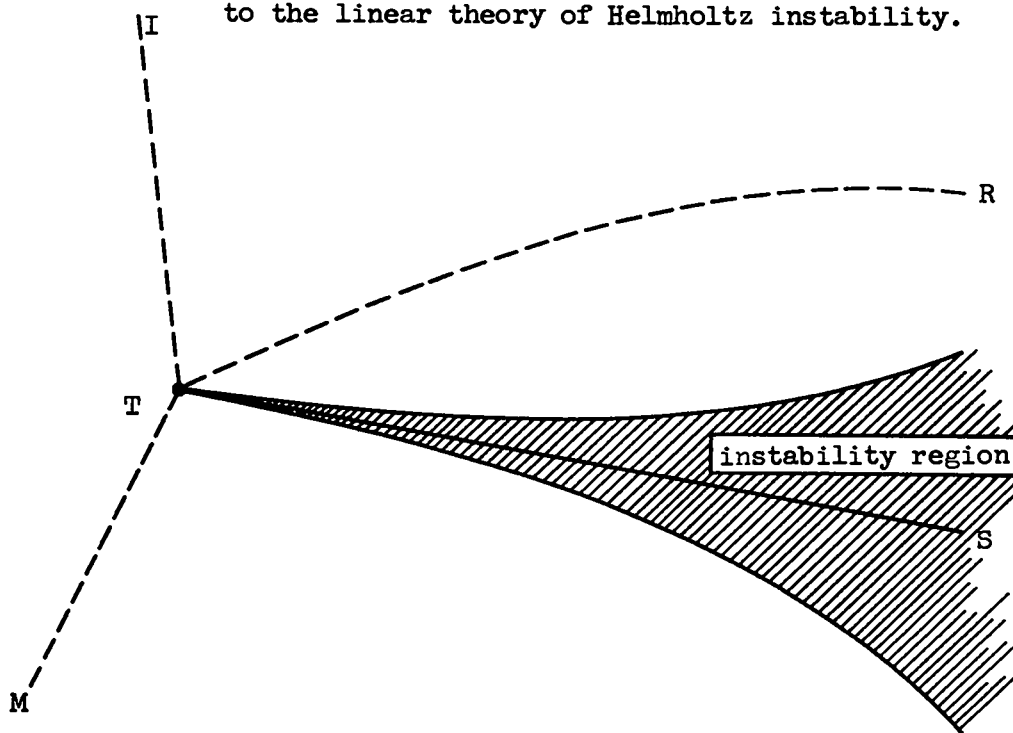 to the linear theory of Helmholtz instability.
I
R
T
instability region
S
M